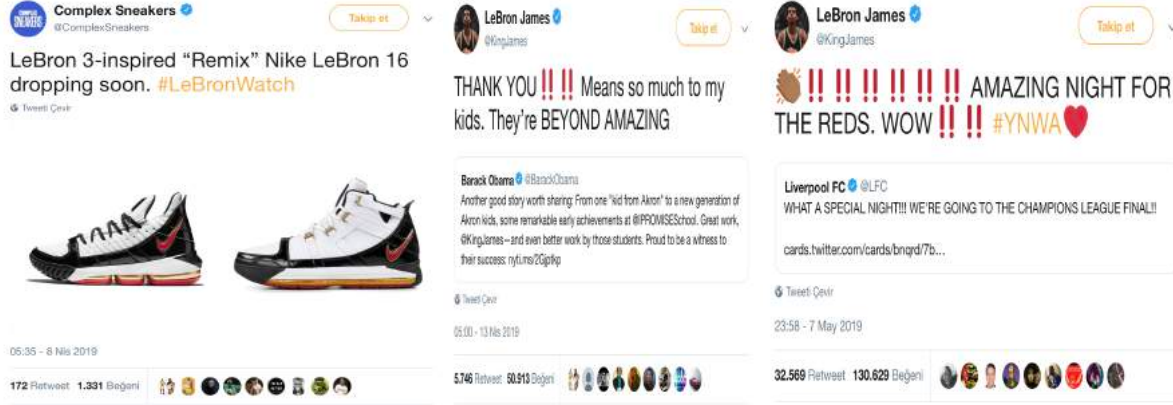 Complex Sneakers
@ComplexSneakers
Takip et
LeBron 3-inspired “Remix” Nike LeBron 16
dropping soon. #LeBronWatch
Tweeti Çevir
05:35 - 8 Nis 2019
172 Retweet 1.331 Beğeni
LeBron James
@KingJames
Takip et
THANK YOU‼️‼️ Means so much to my
kids. They’re BEYOND AMAZING
Barack Obama @BarackObama
Another good story worth sharing: From one "kid from Akron" to a new generation of
Akron kids, some remarkable early achievements at @IPROMISESchool. Great work,
@KingJames—and even better work by those students. Proud to be a witness to
their success: nyti.ms/2Gjptkp
Tweeti Çevir
05:00 - 13 Nis 2019
5.746 Retweet 50.913 Beğeni
LeBron James
@KingJames
Takip et
👏🏾‼️‼️‼️‼️‼️‼️ AMAZING NIGHT FOR
THE REDS. WOW‼️‼️ #YNWA❤️
Liverpool FC @LFC
WHAT A SPECIAL NIGHT!!! WE'RE GOING TO THE CHAMPIONS LEAGUE FINAL!!
cards.twitter.com/cards/bnqrd/7b...
Tweeti Çevir
23:58 - 7 May 2019
32.569 Retweet 130.629 Beğeni